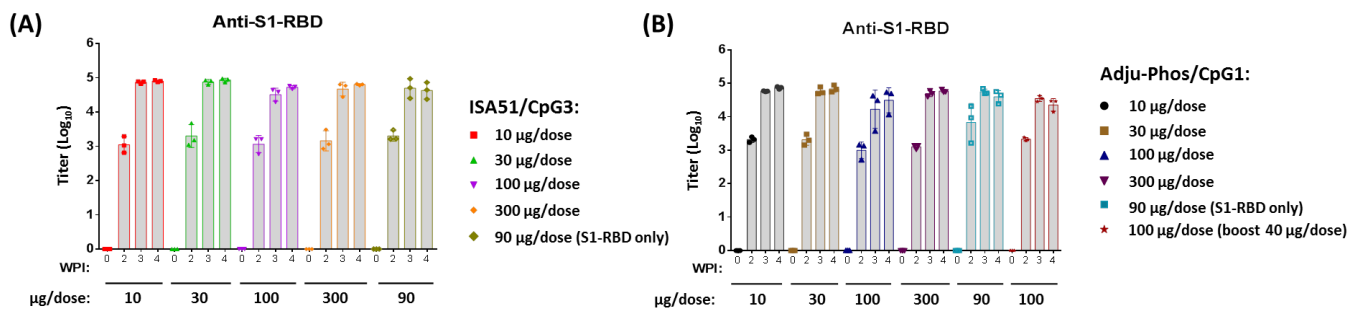 (A)
Anti-S1-RBD
Titer (Log10)
6
5
4
3
2
1
0
WPI:
0 2 3 4 0 2 3 4 0 2 3 4 0 2 3 4 0 2 3 4
µg/dose:
10 30 100 300 90
ISA51/CpG3:
10 µg/dose
30 µg/dose
100 µg/dose
300 µg/dose
90 µg/dose (S1-RBD only)
(B)
Anti-S1-RBD
Titer (Log10)
6
5
4
3
2
1
0
WPI:
0 2 3 4 0 2 3 4 0 2 3 4 0 2 3 4 0 2 3 4 0 2 3 4
µg/dose:
10 30 100 300 90 100
Adju-Phos/CpG1:
10 µg/dose
30 µg/dose
100 µg/dose
300 µg/dose
90 µg/dose (S1-RBD only)
100 µg/dose (boost 40 µg/dose)